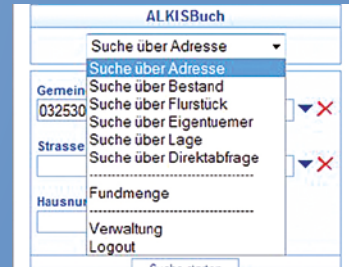 ALKISBuch
Suche über Adresse
Suche über Adresse
Suche über Bestand
Suche über Flurstück
Suche über Eigentuemer
Suche über Lage
Suche über Direktabfrage
------------------------
Fundmenge
------------------------
Verwaltung
Logout
Gemein
032530
Strasse
Hausnu